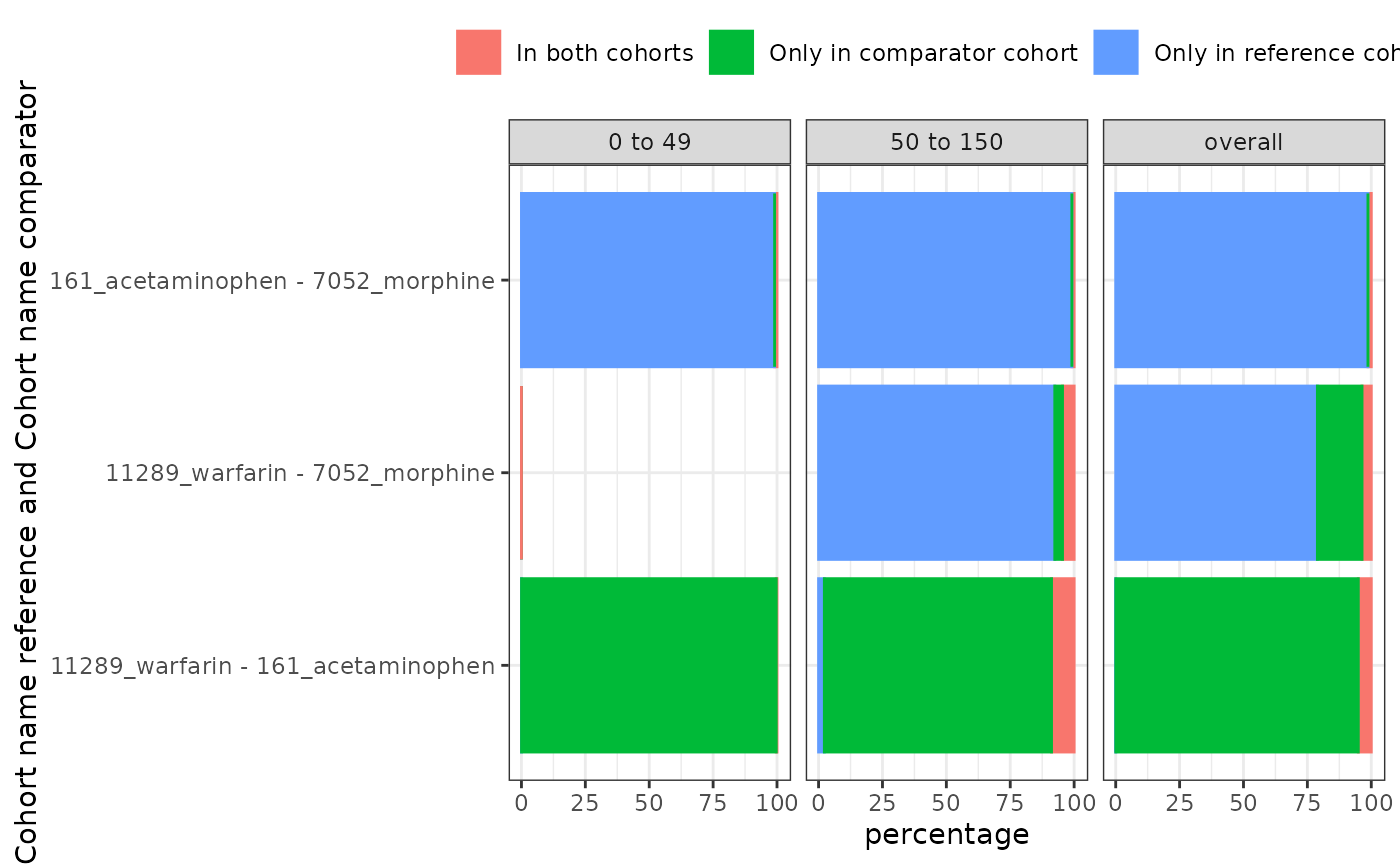 In both cohorts Only in comparator cohort Only in reference coh
0 to 49 50 to 150 overall
Cohort name reference and Cohort name comparator
161_acetaminophen - 7052_morphine
11289_warfarin - 7052_morphine
11289_warfarin - 161_acetaminophen
0 25 50 75 100 0 25 50 75 100 0 25 50 75 100
percentage